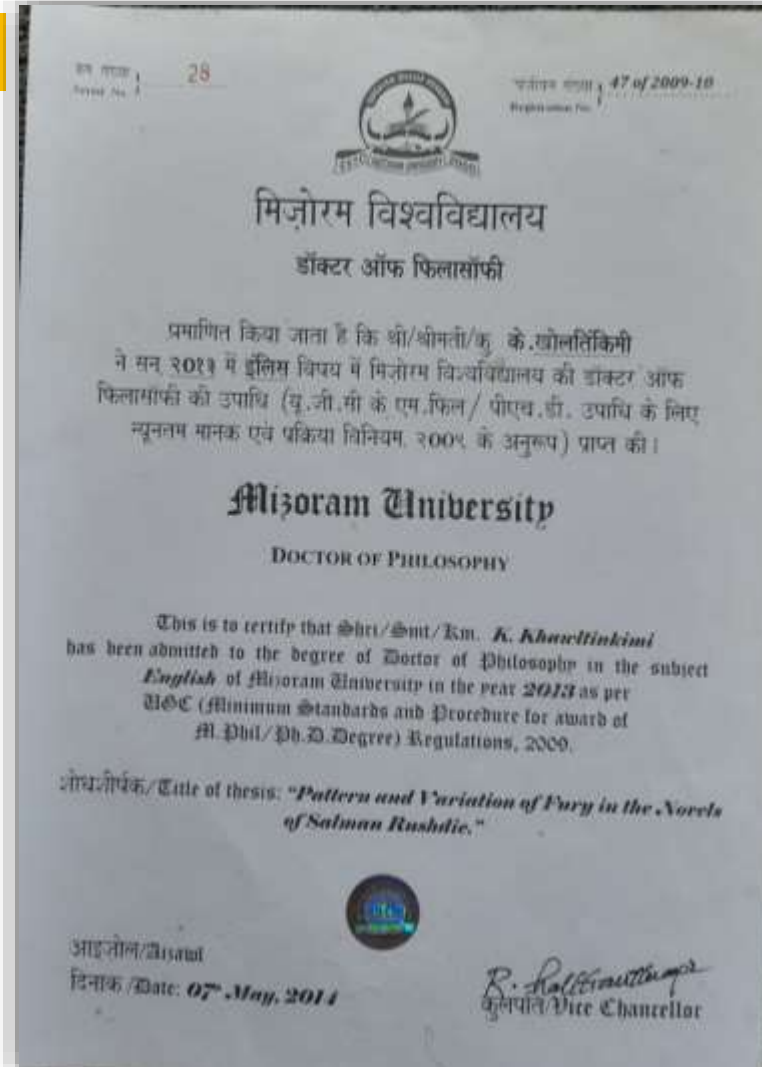 क्रम संख्या
Serial No.
28
पंजीयन संख्या
Registration No.
47 of 2009-10
मिज़ोरम विश्वविद्यालय
डॉक्टर ऑफ फिलासॉफी
प्रमाणित किया जाता है कि श्री/श्रीमती/कु के.खोलतिंकिमी
ने सन् २०१३ में इंलिस विषय में मिजोरम विश्वविद्यालय की डॉक्टर ऑफ
फिलासॉफी की उपाधि (यू.जी.सी के एम.फिल/ पीएच.डी. उपाधि के लिए
न्यूनतम मानक एवं प्रक्रिया विनियम, २००९ के अनुरूप) प्राप्त की।
Mizoram University
DOCTOR OF PHILOSOPHY
This is to certify that Shri/Smt/Km. K. Khawltinkimi
has been admitted to the degree of Doctor of Philosophy in the subject
English of Mizoram University in the year 2013 as per
UGC (Minimum Standards and Procedure for award of
M.Phil/Ph.D.Degree) Regulations, 2009.
शोधशीर्षक/Title of thesis: "Pattern and Variation of Fury in the Novels
of Salman Rushdie."
आइजोल/Aizawl
दिनांक/Date: 07th May, 2014
कुलपति/Vice Chancellor